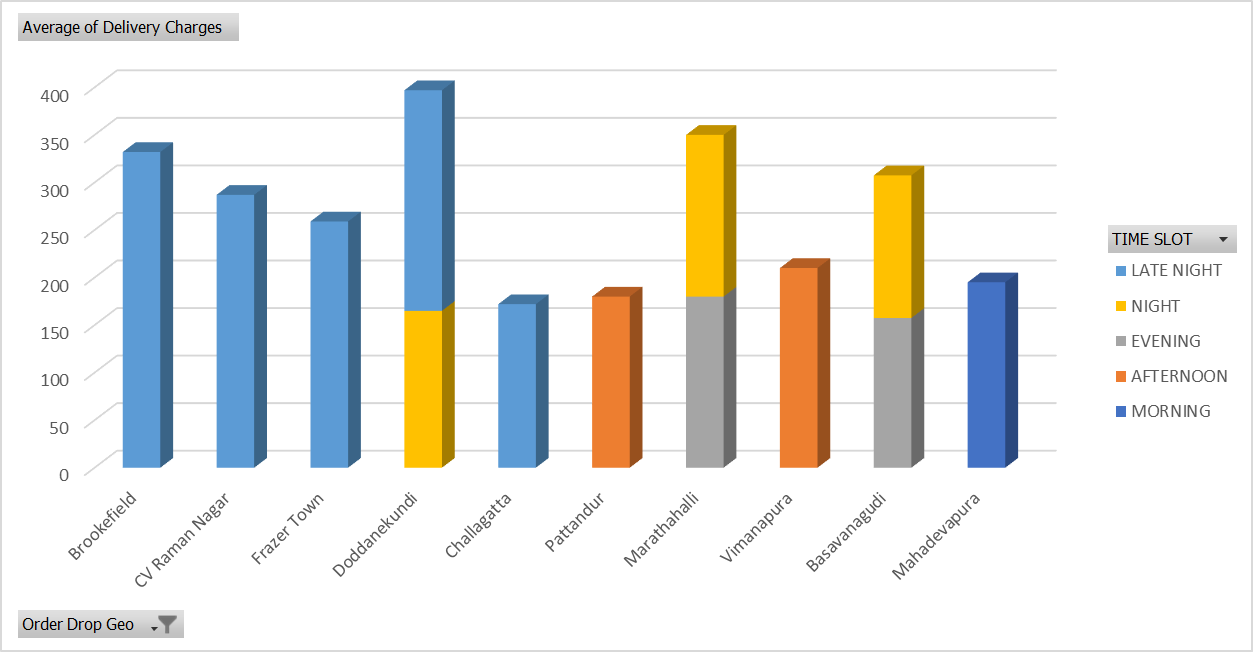 Average of Delivery Charges
400
350
300
250
200
150
100
50
0
Brookefield
CV Raman Nagar
Frazer Town
Doddanekundi
Challagatta
Pattandur
Marathahalli
Vimanapura
Basavanagudi
Mahadevapura
TIME SLOT
LATE NIGHT
NIGHT
EVENING
AFTERNOON
MORNING
Order Drop Geo